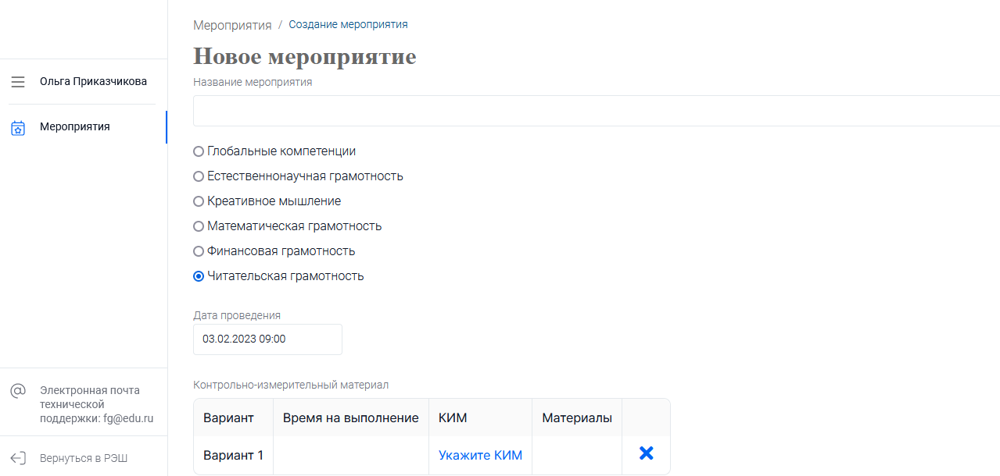 Мероприятия / Создание мероприятия
Новое мероприятие
Название мероприятия
Ольга Приказчикова
Мероприятия
Глобальные компетенции
Естественнонаучная грамотность
Креативное мышление
Математическая грамотность
Финансовая грамотность
Читательская грамотность
Дата проведения
03.02.2023 09:00
Контрольно-измерительный материал
Вариант Время на выполнение КИМ Материалы
Вариант 1 Укажите КИМ
Электронная почта
технической
поддержки: fg@edu.ru
Вернуться в РЭШ